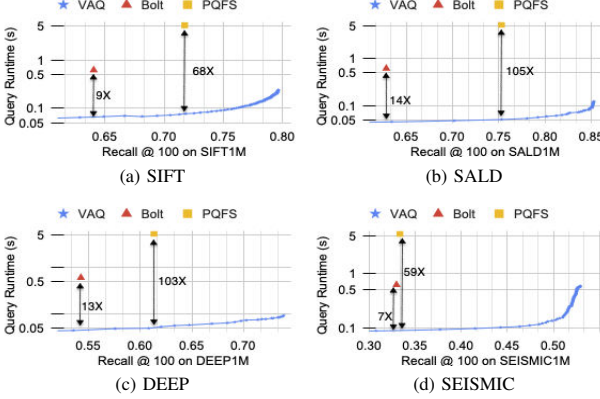 VAQ Bolt PQFS
VAQ Bolt PQFS
Query Runtime (s)
5
1
0.5
0.1
0.05
9X
68X
0.65
0.70
0.75
0.80
Recall @ 100 on SIFT1M
(a) SIFT
Query Runtime (s)
5
1
0.5
0.1
0.05
14X
105X
0.65
0.70
0.75
0.80
0.85
Recall @ 100 on SALD1M
(b) SALD
VAQ Bolt PQFS
VAQ Bolt PQFS
Query Runtime (s)
5
0.5
0.05
13X
103X
0.55
0.60
0.65
0.70
Recall @ 100 on DEEP1M
(c) DEEP
Query Runtime (s)
5
1
0.5
0.1
7X
59X
0.30
0.35
0.40
0.45
0.50
Recall @ 100 on SEISMIC1M
(d) SEISMIC